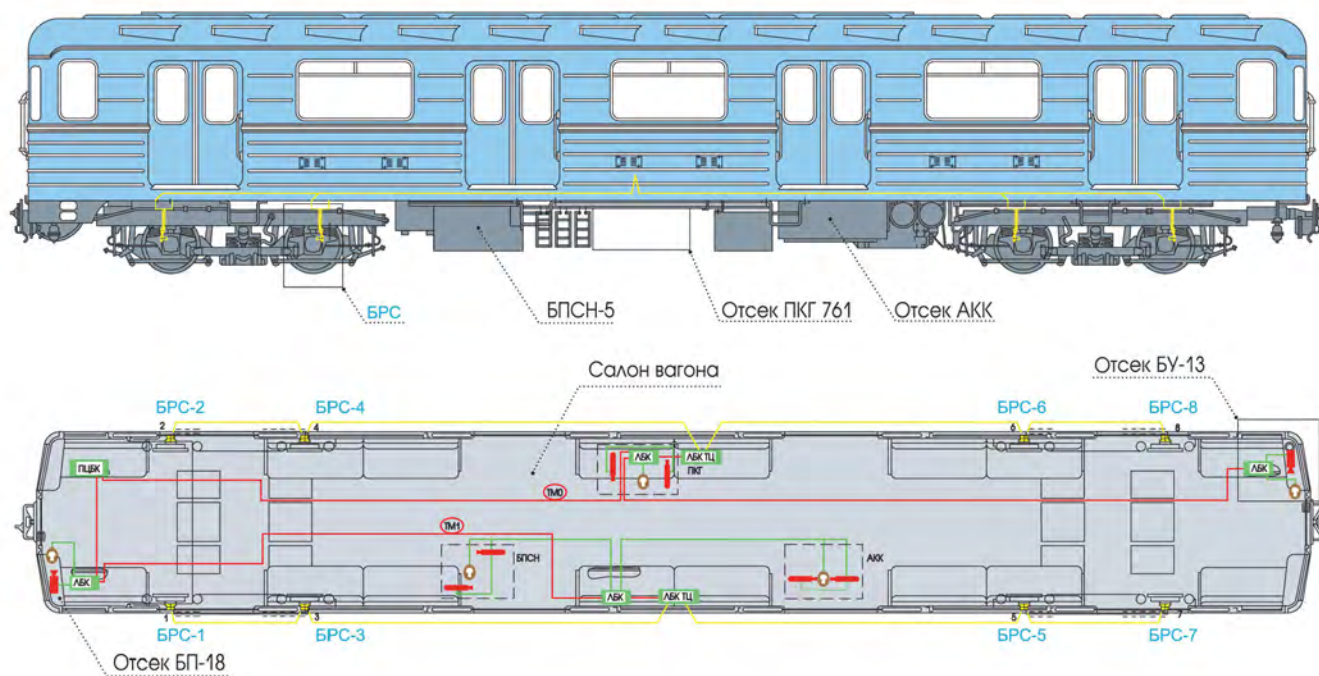 БРС
БПСН-5
Отсек ПКГ 761
Отсек АКК
Салон вагона
Отсек БУ-13
БРС-2
БРС-4
БРС-6
БРС-8
2
4
6
8
ПЦБК
ЛБК
ЛБК ТЦ
ПКГ
ЛБК
ТМ0
ТМ1
БПСН
АКК
ЛБК
ЛБК
ЛБК ТЦ
1
3
5
7
БРС-1
БРС-3
БРС-5
БРС-7
Отсек БП-18